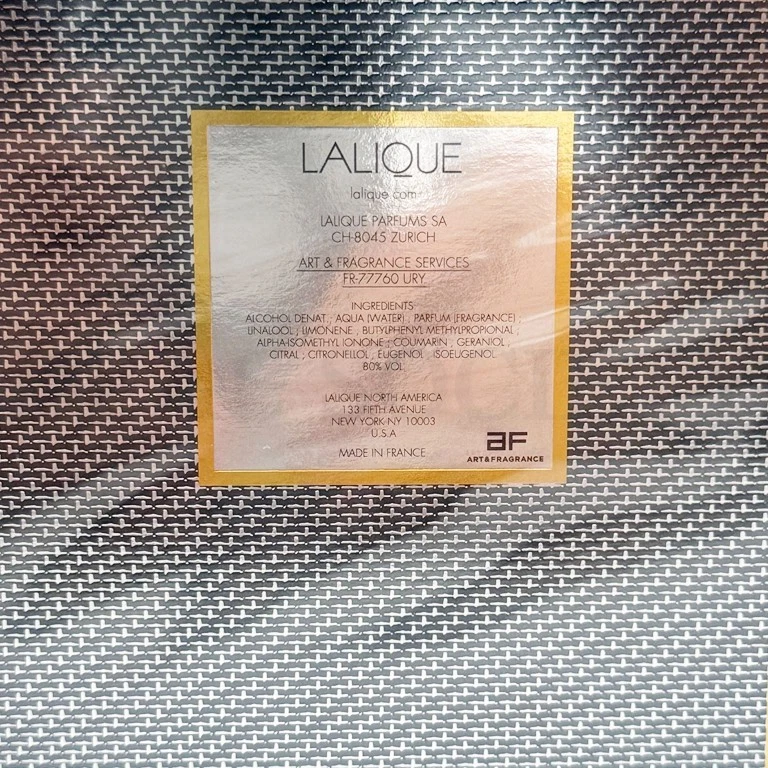 LALIQUE
lalique.com
LALIQUE PARFUMS SA
CH-8045 ZURICH
ART & FRAGRANCE SERVICES
FR-77760 URY
INGREDIENTS:
ALCOHOL DENAT.; AQUA (WATER) ; PARFUM (FRAGRANCE) ;
LINALOOL ; LIMONENE ; BUTYLPHENYL METHYLPROPIONAL ;
ALPHA-ISOMETHYL IONONE ; COUMARIN ; GERANIOL ;
CITRAL ; CITRONELLOL ; EUGENOL ; ISOEUGENOL
80% VOL
LALIQUE NORTH AMERICA
133 FIFTH AVENUE
NEW YORK-NY 10003
U.S.A
MADE IN FRANCE
aF
ART&FRAGRANCE